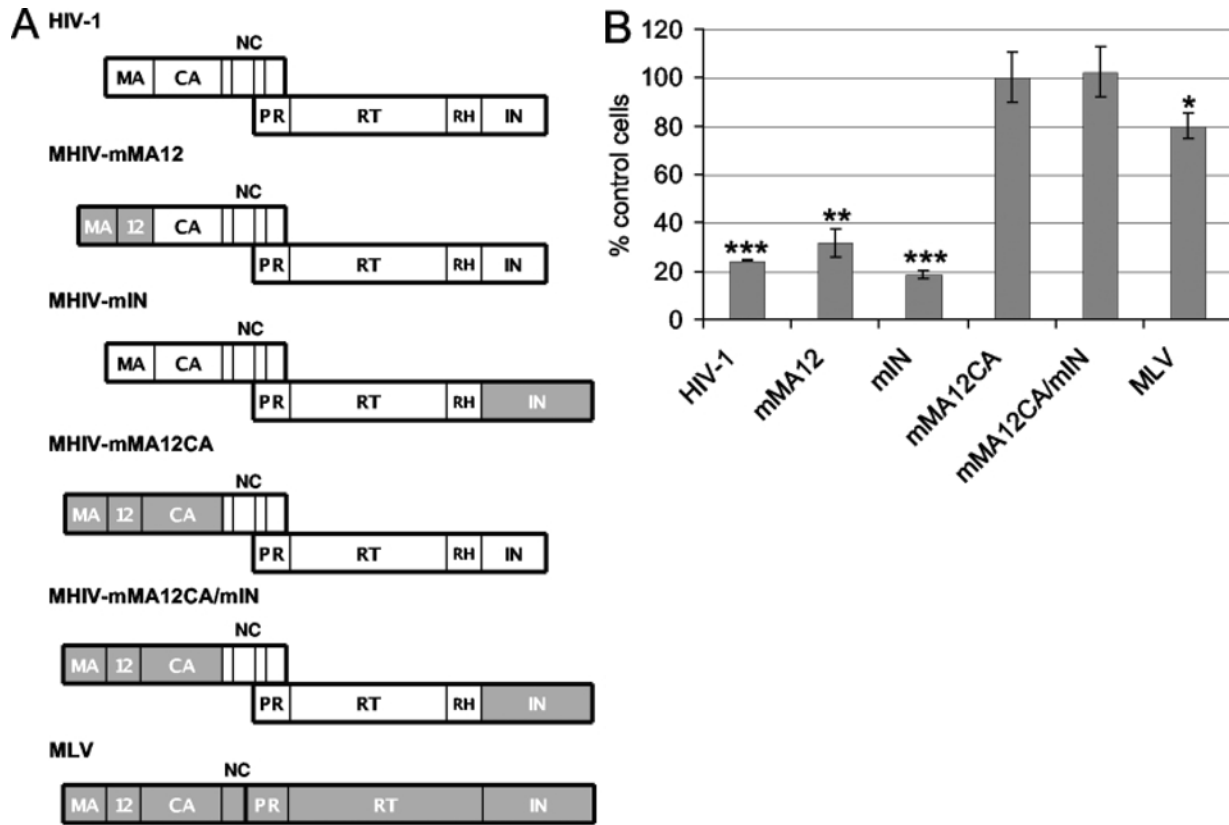 A HIV-1
NC
MA CA
PR RT RH IN
MHIV-mMA12
NC
MA 12 CA
PR RT RH IN
MHIV-mIN
NC
MA CA
PR RT RH IN
MHIV-mMA12CA
NC
MA 12 CA
PR RT RH IN
MHIV-mMA12CA/mIN
NC
MA 12 CA
PR RT RH IN
MLV
NC
MA 12 CA PR RT IN
B
% control cells
120
100
80
60
40
20
0
***
**
***
*
HIV-1
mMA12
mIN
mMA12CA
mMA12CA/mIN
MLV